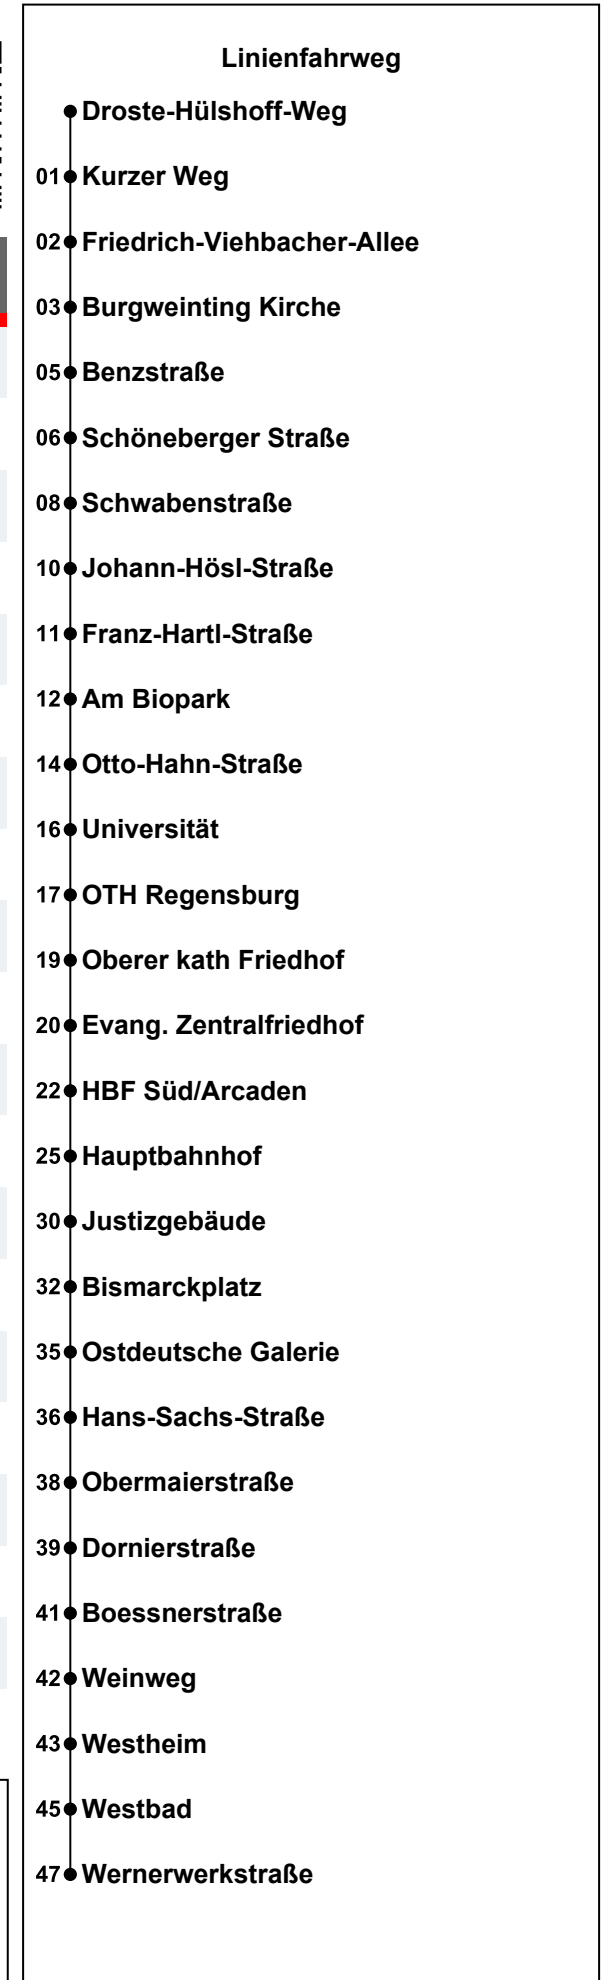 Linienfahrweg
Droste-Hülshoff-Weg
01 Kurzer Weg
02 Friedrich-Viehbacher-Allee
03 Burgweinting Kirche
05 Benzstraße
06 Schöneberger Straße
08 Schwabenstraße
10 Johann-Hösl-Straße
11 Franz-Hartl-Straße
12 Am Biopark
14 Otto-Hahn-Straße
16 Universität
17 OTH Regensburg
19 Oberer kath Friedhof
20 Evang. Zentralfriedhof
22 HBF Süd/Arcaden
25 Hauptbahnhof
30 Justizgebäude
32 Bismarckplatz
35 Ostdeutsche Galerie
36 Hans-Sachs-Straße
38 Obermaierstraße
39 Dornierstraße
41 Boessnerstraße
42 Weinweg
43 Westheim
45 Westbad
47 Wernerwerkstraße